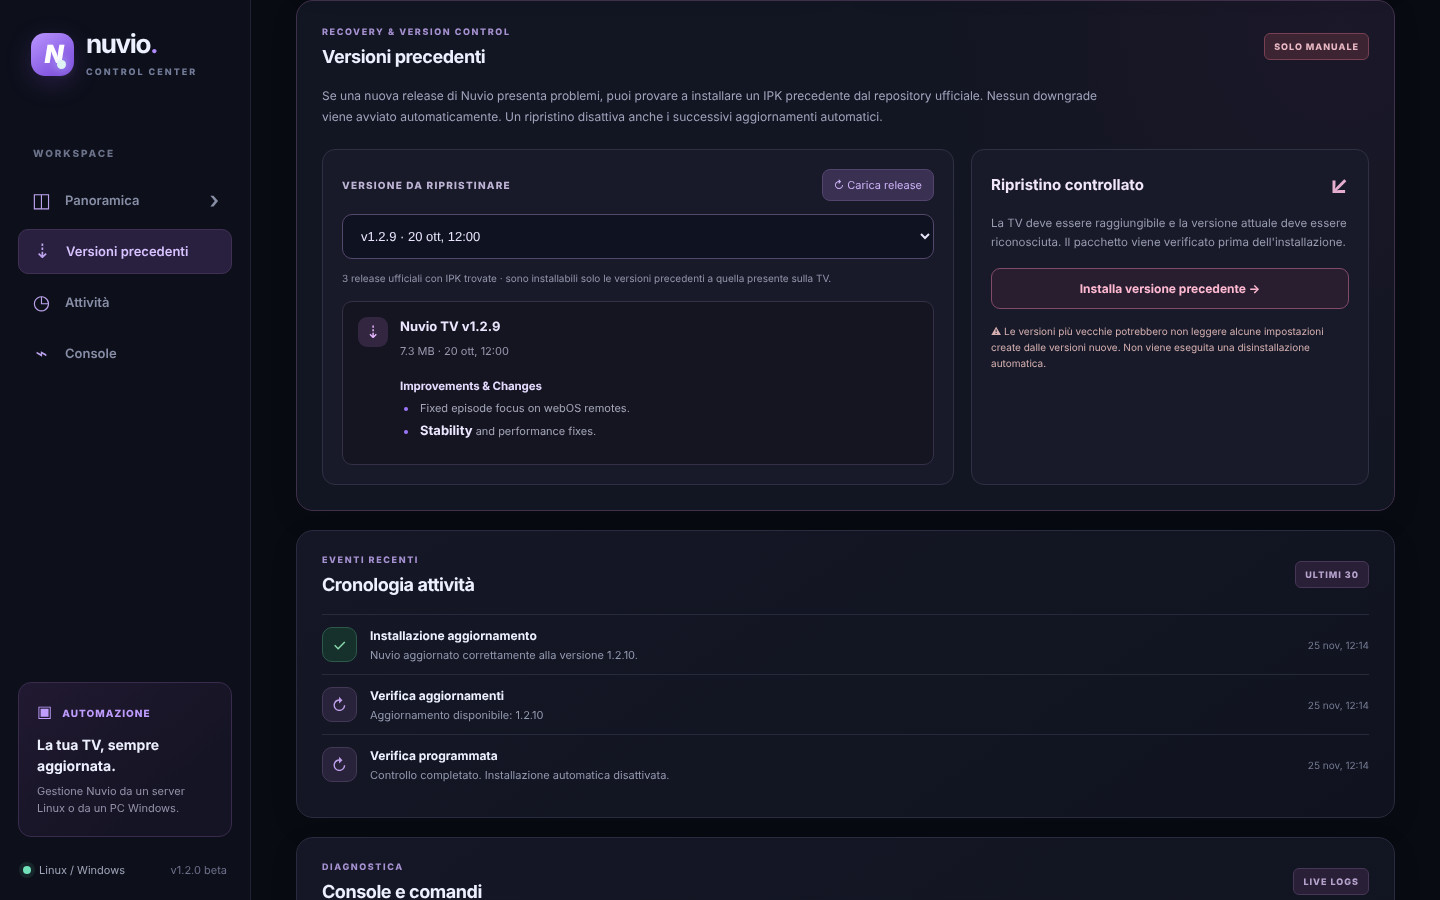 nuvio.
CONTROL CENTER
WORKSPACE
Panoramica
Versioni precedenti
Attività
Console
AUTOMAZIONE
La tua TV, sempre
aggiornata.
Gestione Nuvio da un server
Linux o da un PC Windows.
Linux / Windows
v1.2.0 beta
RECOVERY & VERSION CONTROL
Versioni precedenti
SOLO MANUALE
Se una nuova release di Nuvio presenta problemi, puoi provare a installare un IPK precedente dal repository ufficiale. Nessun downgrade
viene avviato automaticamente. Un ripristino disattiva anche i successivi aggiornamenti automatici.
VERSIONE DA RIPRISTINARE
↻ Carica release
v1.2.9 · 20 ott, 12:00
3 release ufficiali con IPK trovate · sono installabili solo le versioni precedenti a quella presente sulla TV.
Nuvio TV v1.2.9
7.3 MB · 20 ott, 12:00
Improvements & Changes
• Fixed episode focus on webOS remotes.
• Stability and performance fixes.
Ripristino controllato
La TV deve essere raggiungibile e la versione attuale deve essere
riconosciuta. Il pacchetto viene verificato prima dell'installazione.
Installa versione precedente →
⚠ Le versioni più vecchie potrebbero non leggere alcune impostazioni
create dalle versioni nuove. Non viene eseguita una disinstallazione
automatica.
EVENTI RECENTI
Cronologia attività
ULTIMI 30
Installazione aggiornamento
Nuvio aggiornato correttamente alla versione 1.2.10.
25 nov, 12:14
Verifica aggiornamenti
Aggiornamento disponibile: 1.2.10
25 nov, 12:14
Verifica programmata
Controllo completato. Installazione automatica disattivata.
25 nov, 12:14
DIAGNOSTICA
Console e comandi
LIVE LOGS